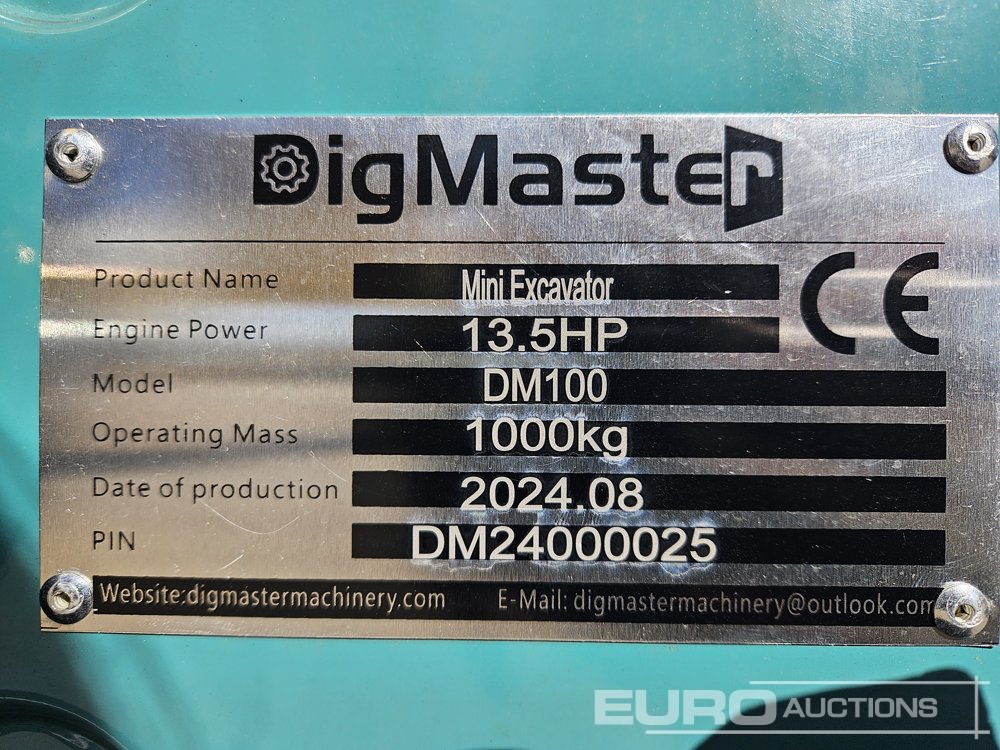 DigMaster
Product Name Mini Excavator
Engine Power 13.5HP
CE
Model DM100
Operating Mass 1000kg
Date of production 2024.08
PIN DM24000025
Website:digmastermachinery.com E-Mail: digmastermachinery@outlook.com
EURO AUCTIONS